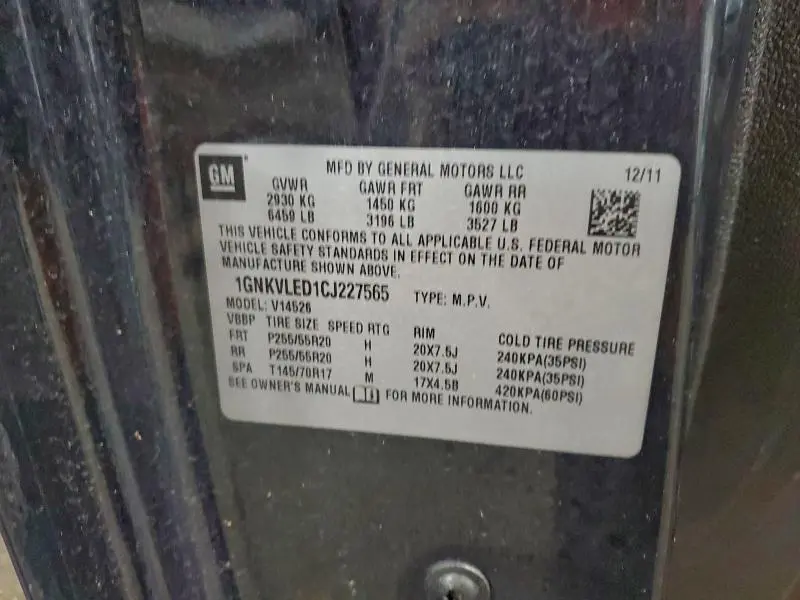 GM MFD BY GENERAL MOTORS LLC 12/11
GVWR GAWR FRT GAWR RR
2930 KG 1450 KG 1600 KG
6459 LB 3196 LB 3527 LB
THIS VEHICLE CONFORMS TO ALL APPLICABLE U.S. FEDERAL MOTOR
VEHICLE SAFETY STANDARDS IN EFFECT ON THE DATE OF
MANUFACTURE SHOWN ABOVE.
1GNKVLED1CJ227565 TYPE: M.P.V.
MODEL: V14526
VBBP TIRE SIZE SPEED RTG RIM COLD TIRE PRESSURE
FRT P255/55R20 H 20X7.5J 240KPA(35PSI)
RR P255/55R20 H 20X7.5J 240KPA(35PSI)
SPA T145/70R17 M 17X4.5B 420KPA(60PSI)
SEE OWNER'S MANUAL FOR MORE INFORMATION.